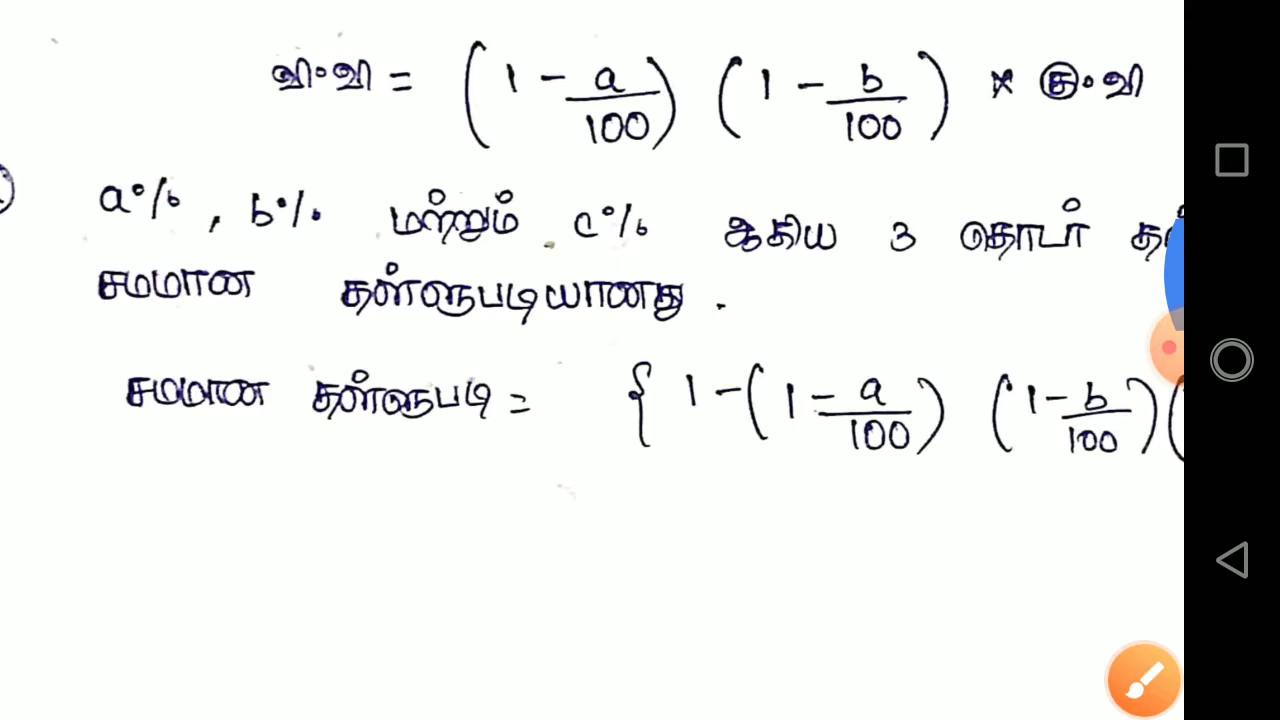 வி.வி = (1 - a/100) (1 - b/100) × கு.வி
a%, b% மற்றும் c% ஆகிய 3 தொடர்
சமமான தள்ளுபடியானது.
சமமான தள்ளுபடி = { 1 - (1 - a/100) (1 - b/100) (